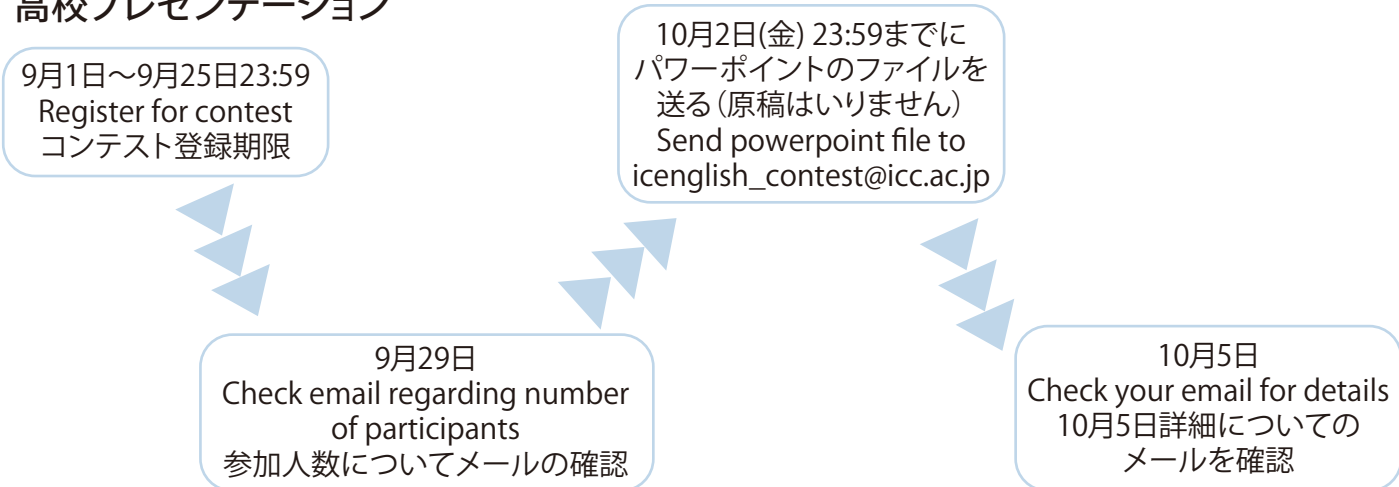 高校プレゼンテーション
9月1日〜9月25日23:59
Register for contest
コンテスト登録期限
9月29日
Check email regarding number
of participants
参加人数についてメールの確認
10月2日(金) 23:59までに
パワーポイントのファイルを
送る（原稿はいりません）
Send powerpoint file to
icenglish_contest@icc.ac.jp
10月5日
Check your email for details
10月5日詳細についての
メールを確認